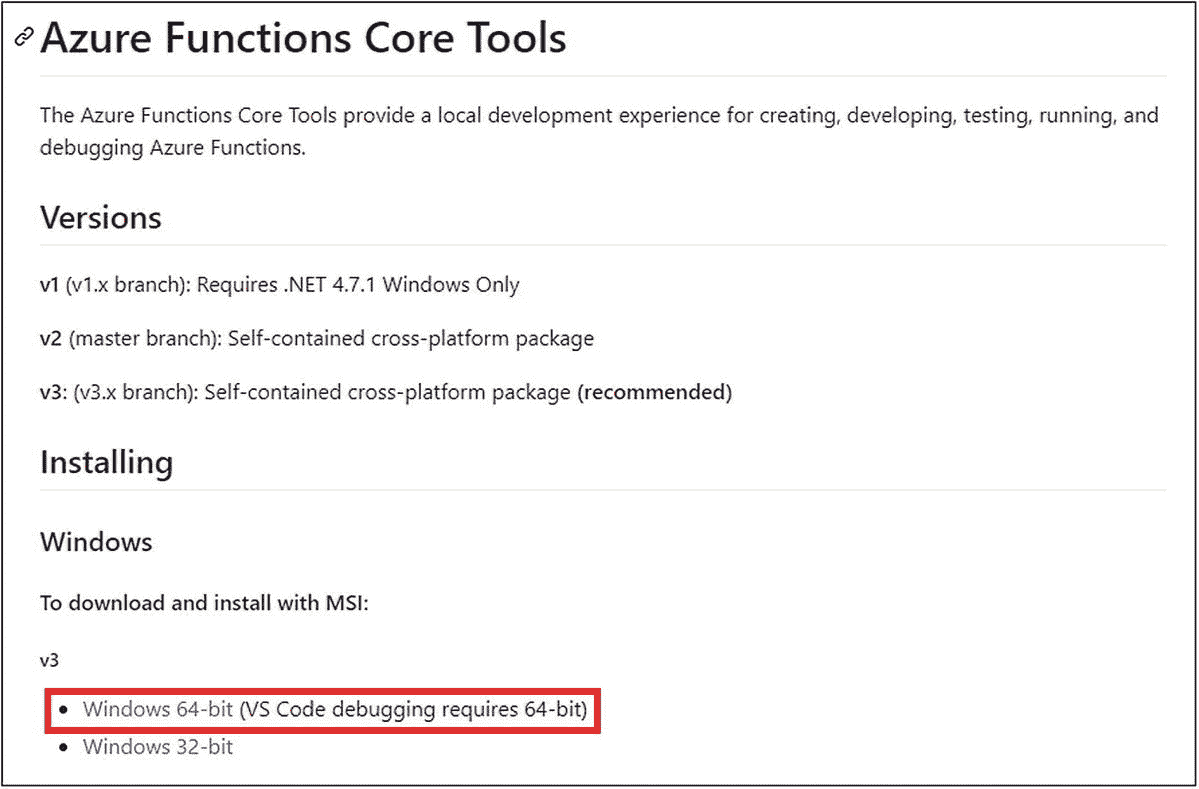 Azure Functions Core Tools
The Azure Functions Core Tools provide a local development experience for creating, developing, testing, running, and
debugging Azure Functions.
Versions
v1 (v1.x branch): Requires .NET 4.7.1 Windows Only
v2 (master branch): Self-contained cross-platform package
v3: (v3.x branch): Self-contained cross-platform package (recommended)
Installing
Windows
To download and install with MSI:
v3
• Windows 64-bit (VS Code debugging requires 64-bit)
• Windows 32-bit